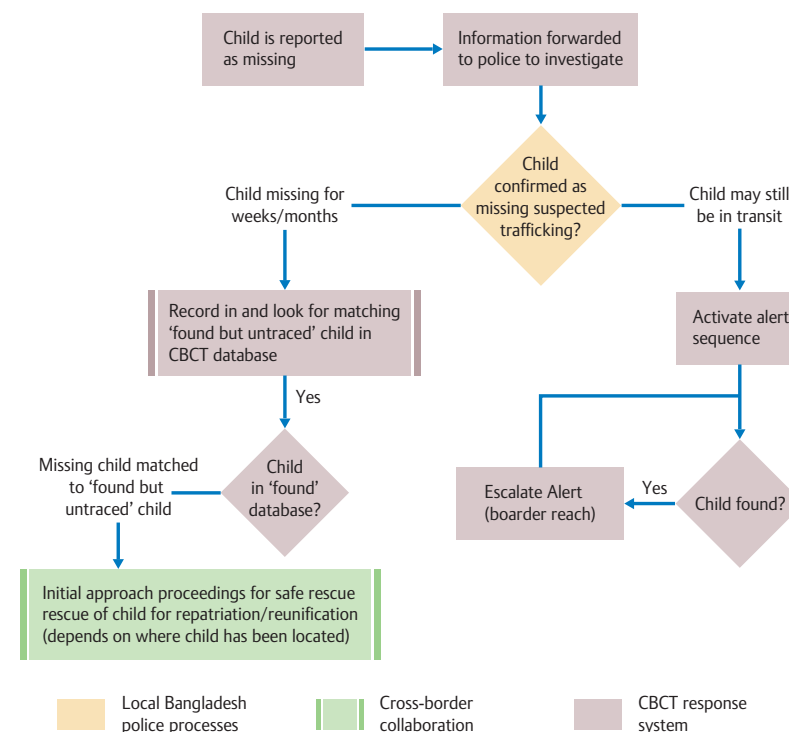 Child is reported
as missing
Information forwarded
to police to investigate
Child
confirmed as
missing suspected
trafficking?
Child missing for
weeks/months
Child may still
be in transit
Record in and look for matching
‘found but untraced’ child in
CBCT database
Activate alert
sequence
Yes
Missing child matched
to ‘found but
untraced’ child
Child
in ‘found’
database?
Escalate Alert
(boarder reach)
Yes
Child found?
Initial approach proceedings for safe rescue
rescue of child for repatriation/reunification
(depends on where child has been located)
Local Bangladesh
police processes
Cross-border
collaboration
CBCT response
system